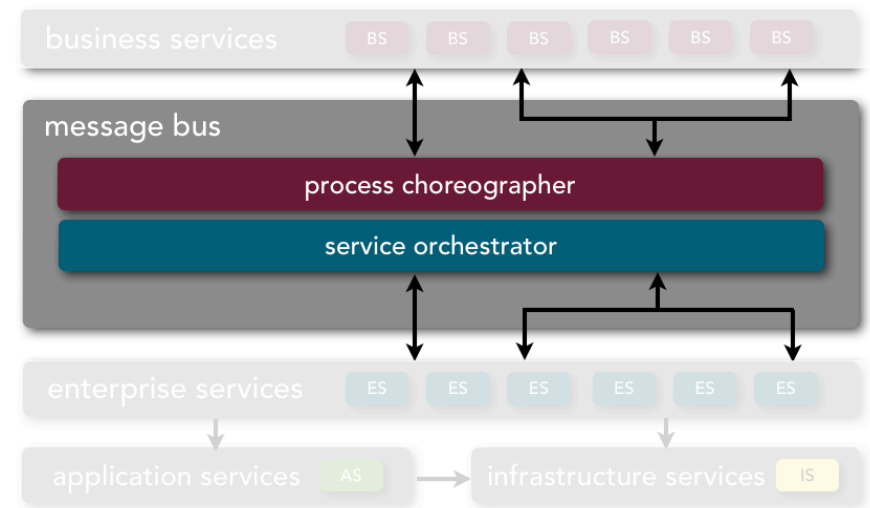 business services BS BS BS BS BS BS
message bus
process choreographer
service orchestrator
enterprise services ES ES ES ES ES ES
application services AS infrastructure services IS